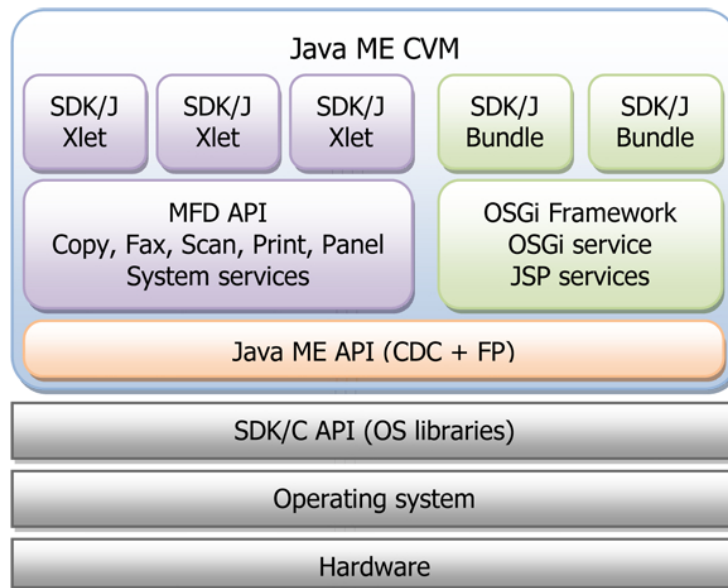 Java ME CVM
SDK/J
Xlet
SDK/J
Xlet
SDK/J
Xlet
SDK/J
Bundle
SDK/J
Bundle
MFD API
Copy, Fax, Scan, Print, Panel
System services
OSGi Framework
OSGi service
JSP services
Java ME API (CDC + FP)
SDK/C API (OS libraries)
Operating system
Hardware